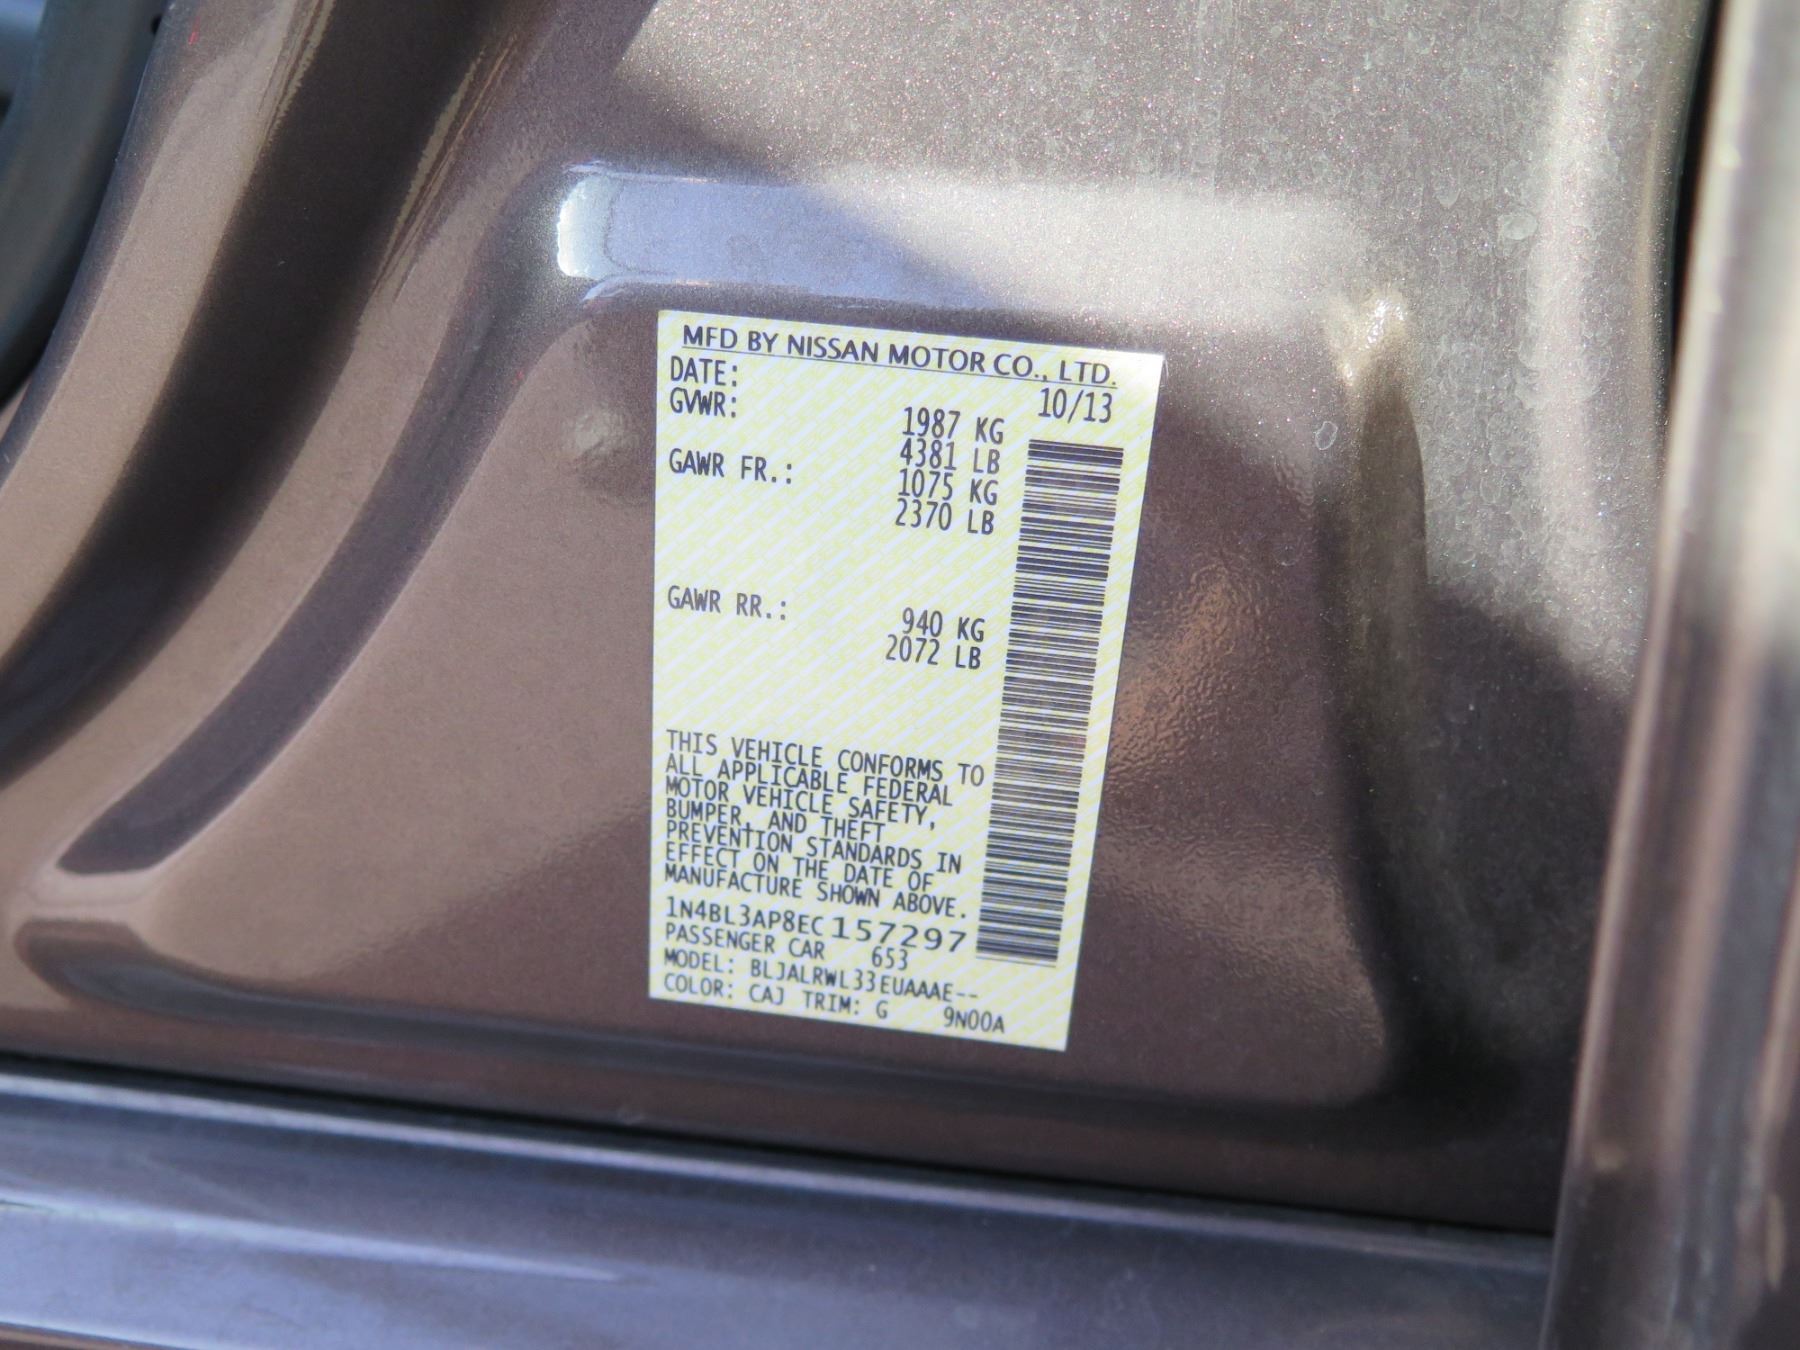 MFD BY NISSAN MOTOR CO., LTD.
DATE: 10/13
GVWR: 1987 KG
4381 LB
GAWR FR.: 1075 KG
2370 LB
GAWR RR.: 940 KG
2072 LB
THIS VEHICLE CONFORMS TO
ALL APPLICABLE FEDERAL
MOTOR VEHICLE SAFETY,
BUMPER, AND THEFT
PREVENTION STANDARDS IN
EFFECT ON THE DATE OF
MANUFACTURE SHOWN ABOVE.
1N4BL3AP8EC157297
PASSENGER CAR 653
MODEL: BLJALRWL33EUAAAE--
COLOR: CAJ TRIM: G 9N00A